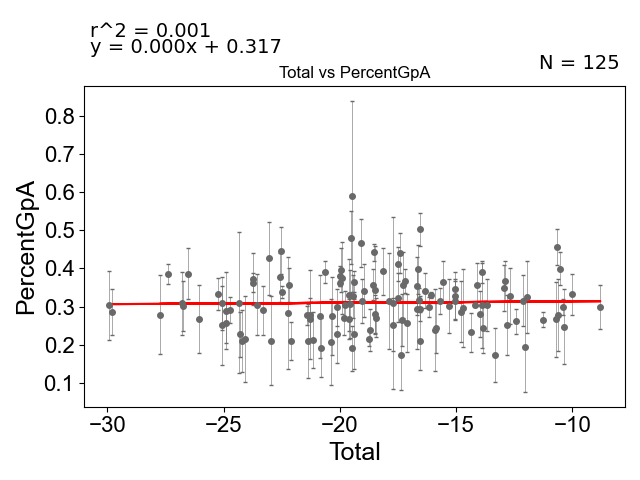 r^2 = 0.001
y = 0.000x + 0.317
N = 125
Total vs PercentGpA
PercentGpA
0.8
0.7
0.6
0.5
0.4
0.3
0.2
0.1
−30
−25
−20
−15
−10
Total